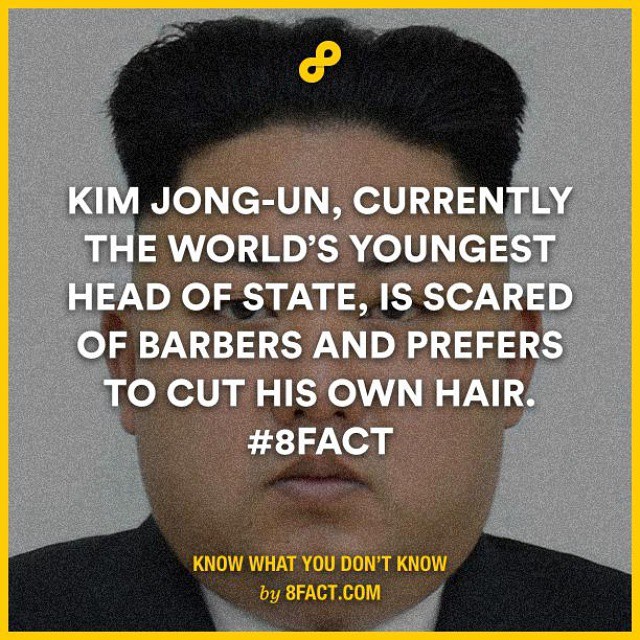 KIM JONG-UN, CURRENTLY
THE WORLD'S YOUNGEST
HEAD OF STATE, IS SCARED
OF BARBERS AND PREFERS
TO CUT HIS OWN HAIR.
#8FACT
KNOW WHAT YOU DON'T KNOW
by 8FACT.COM